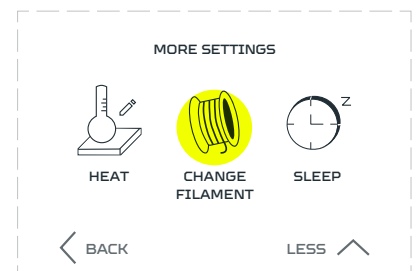 MORE SETTINGS
Z
HEAT
CHANGE
FILAMENT
SLEEP
BACK
LESS